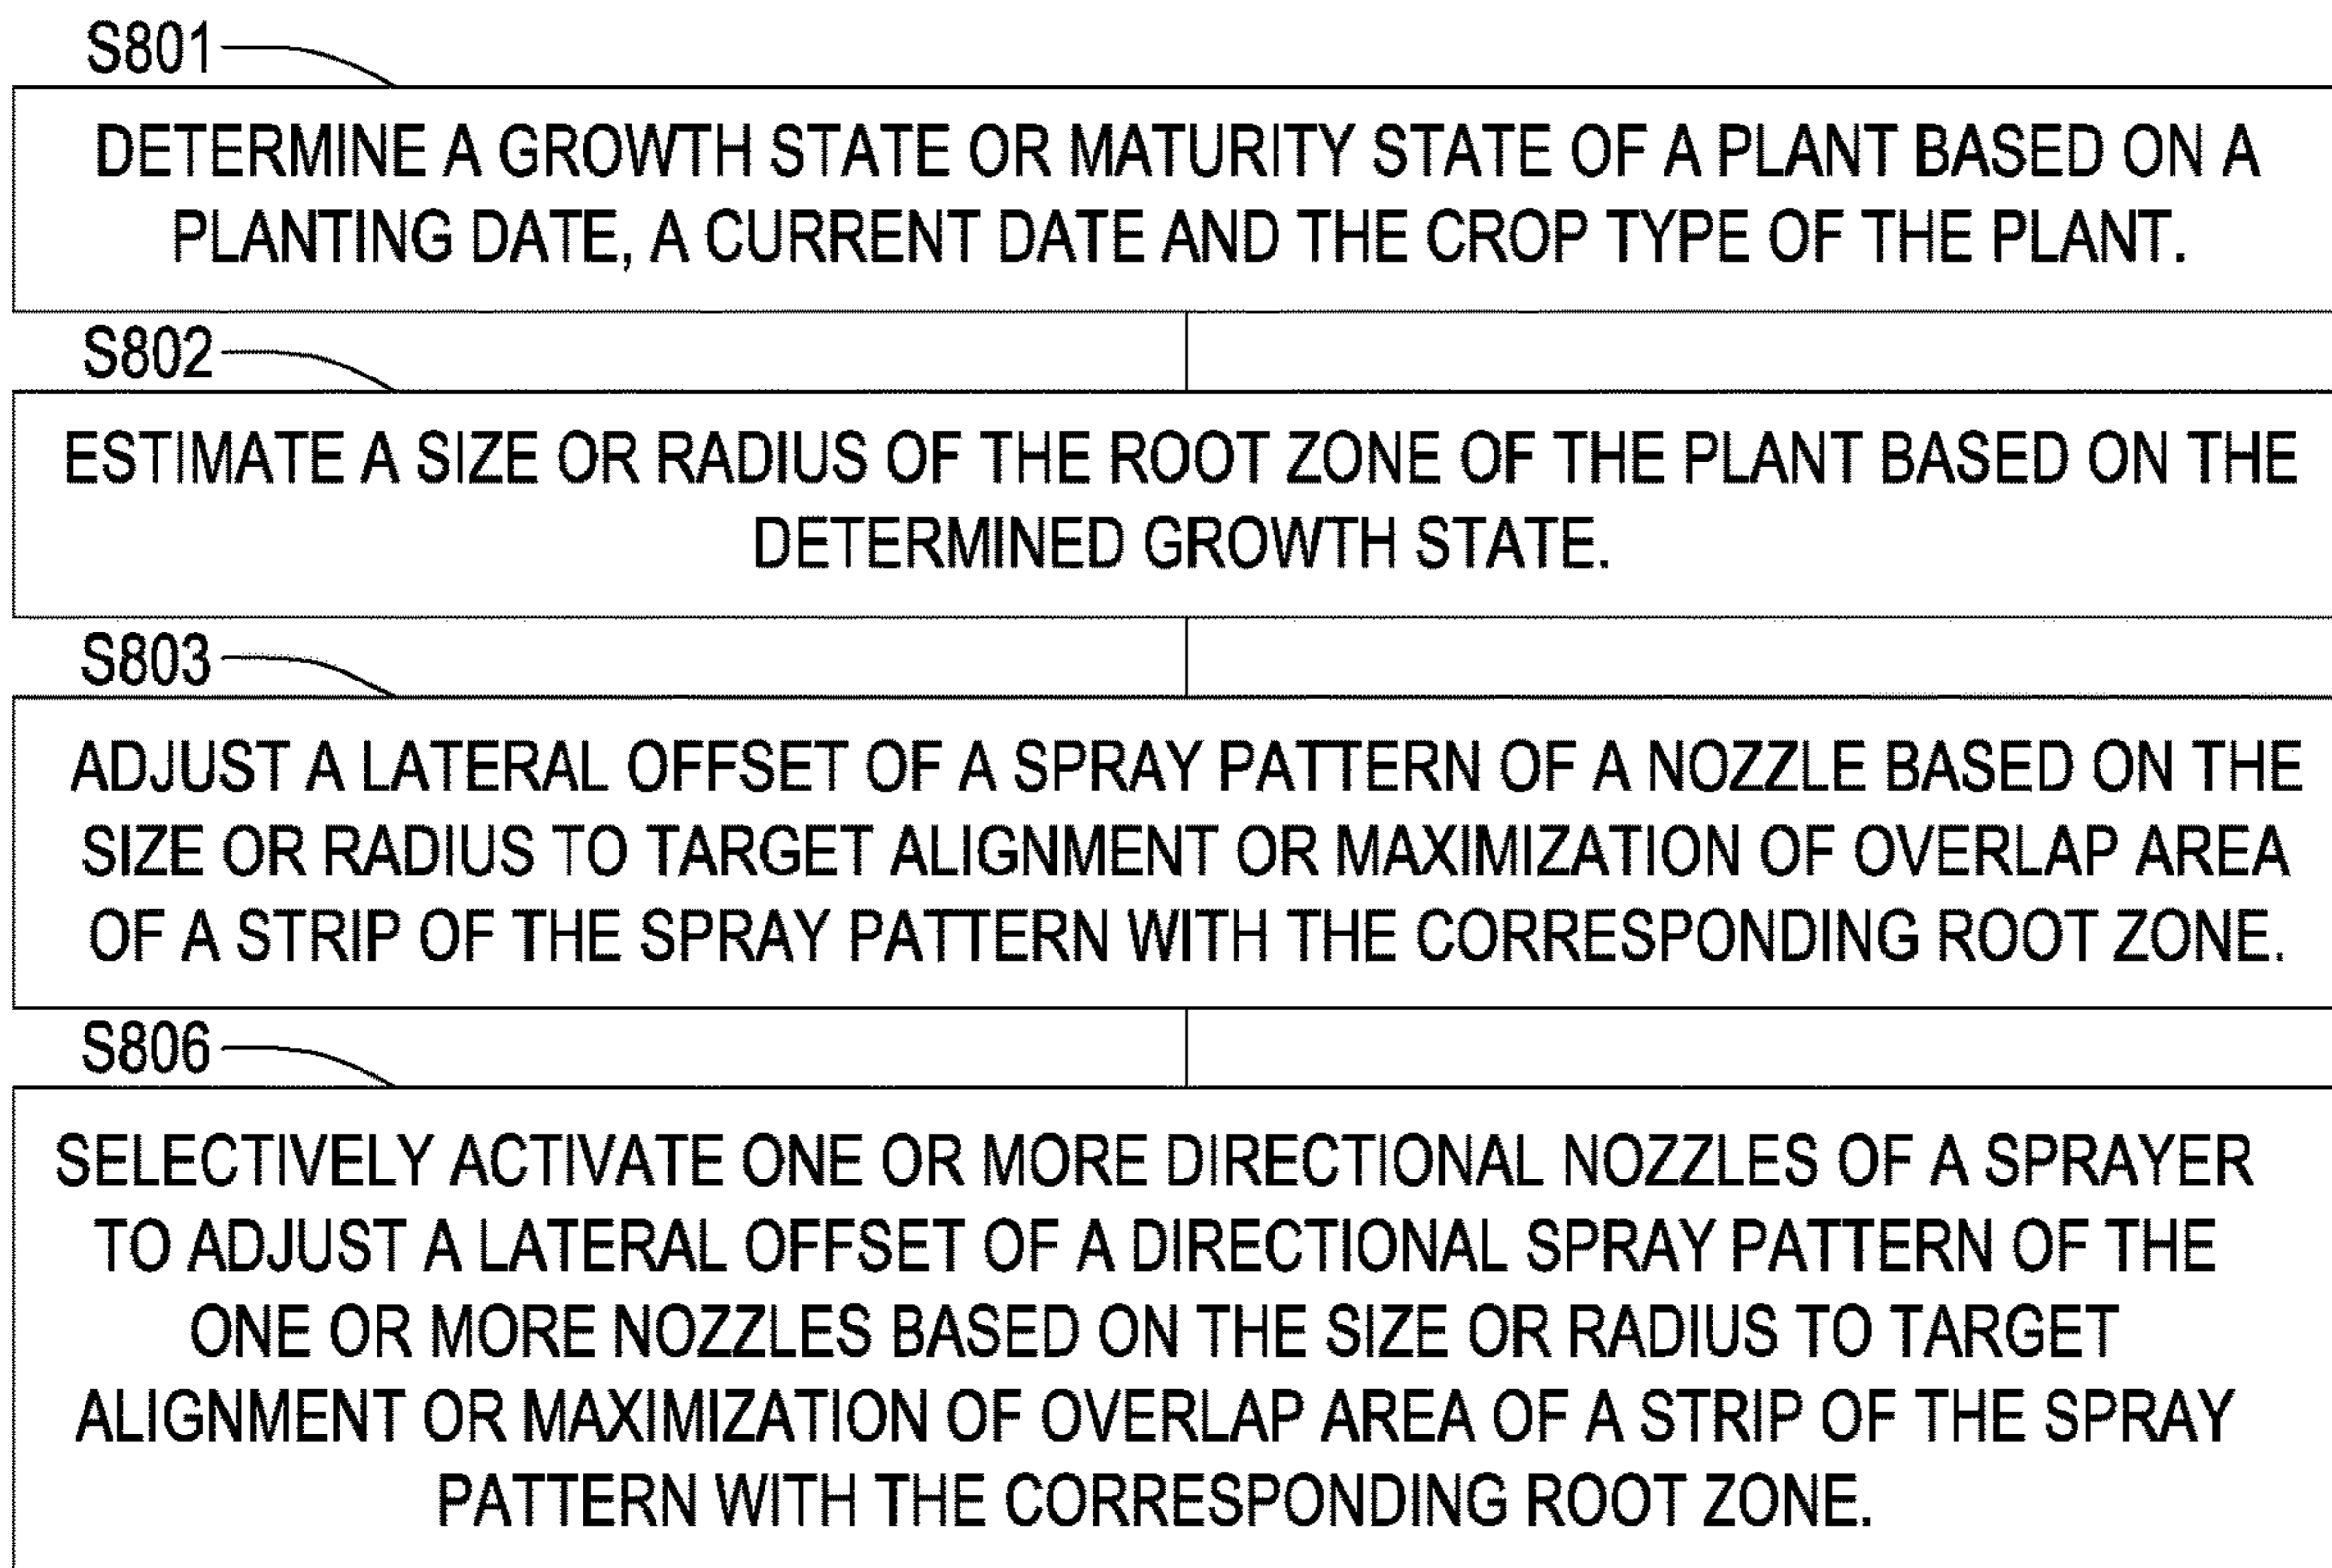 S801
DETERMINE A GROWTH STATE OR MATURITY STATE OF A PLANT BASED ON A
PLANTING DATE, A CURRENT DATE AND THE CROP TYPE OF THE PLANT.
S802
ESTIMATE A SIZE OR RADIUS OF THE ROOT ZONE OF THE PLANT BASED ON THE
DETERMINED GROWTH STATE.
S803
ADJUST A LATERAL OFFSET OF A SPRAY PATTERN OF A NOZZLE BASED ON THE
SIZE OR RADIUS TO TARGET ALIGNMENT OR MAXIMIZATION OF OVERLAP AREA
OF A STRIP OF THE SPRAY PATTERN WITH THE CORRESPONDING ROOT ZONE.
S806
SELECTIVELY ACTIVATE ONE OR MORE DIRECTIONAL NOZZLES OF A SPRAYER
TO ADJUST A LATERAL OFFSET OF A DIRECTIONAL SPRAY PATTERN OF THE
ONE OR MORE NOZZLES BASED ON THE SIZE OR RADIUS TO TARGET
ALIGNMENT OR MAXIMIZATION OF OVERLAP AREA OF A STRIP OF THE SPRAY
PATTERN WITH THE CORRESPONDING ROOT ZONE.